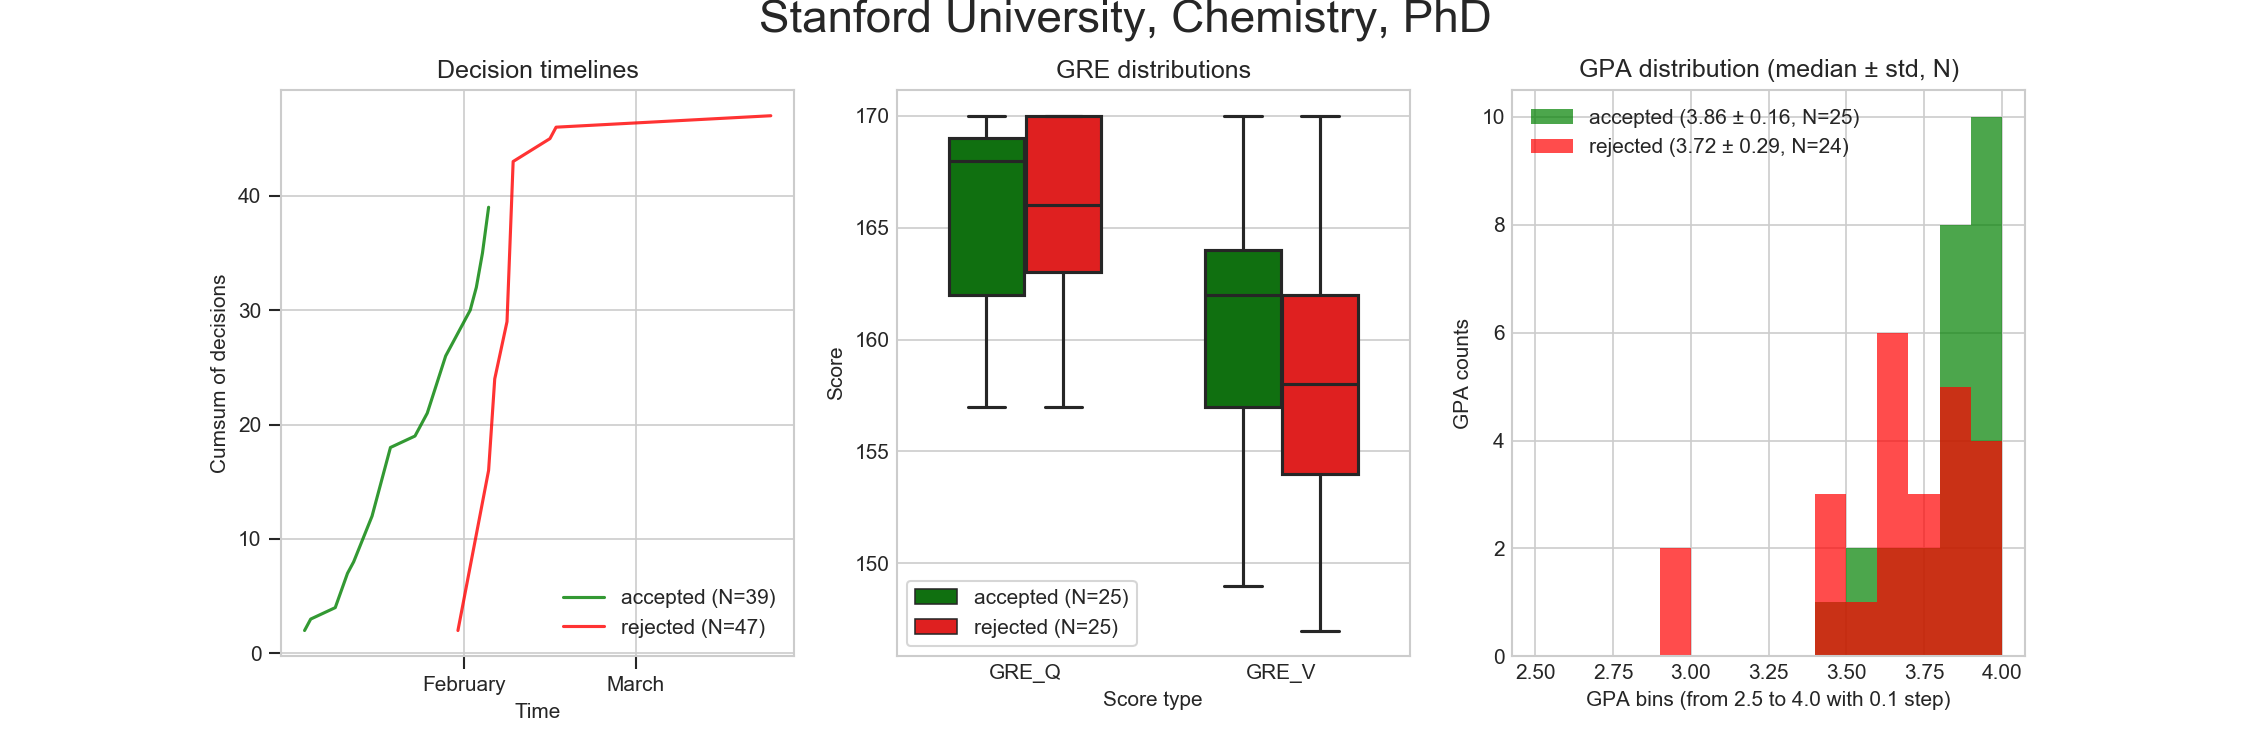 Stanford University, Chemistry, PhD
Decision timelines
Cumsum of decisions
40
30
20
10
0
accepted (N=39)
rejected (N=47)
February
March
Time
GRE distributions
Score
170
165
160
155
150
accepted (N=25)
rejected (N=25)
GRE_Q
GRE_V
Score type
GPA distribution (median ± std, N)
GPA counts
10
8
6
4
2
0
accepted (3.86 ± 0.16, N=25)
rejected (3.72 ± 0.29, N=24)
2.50
2.75
3.00
3.25
3.50
3.75
4.00
GPA bins (from 2.5 to 4.0 with 0.1 step)